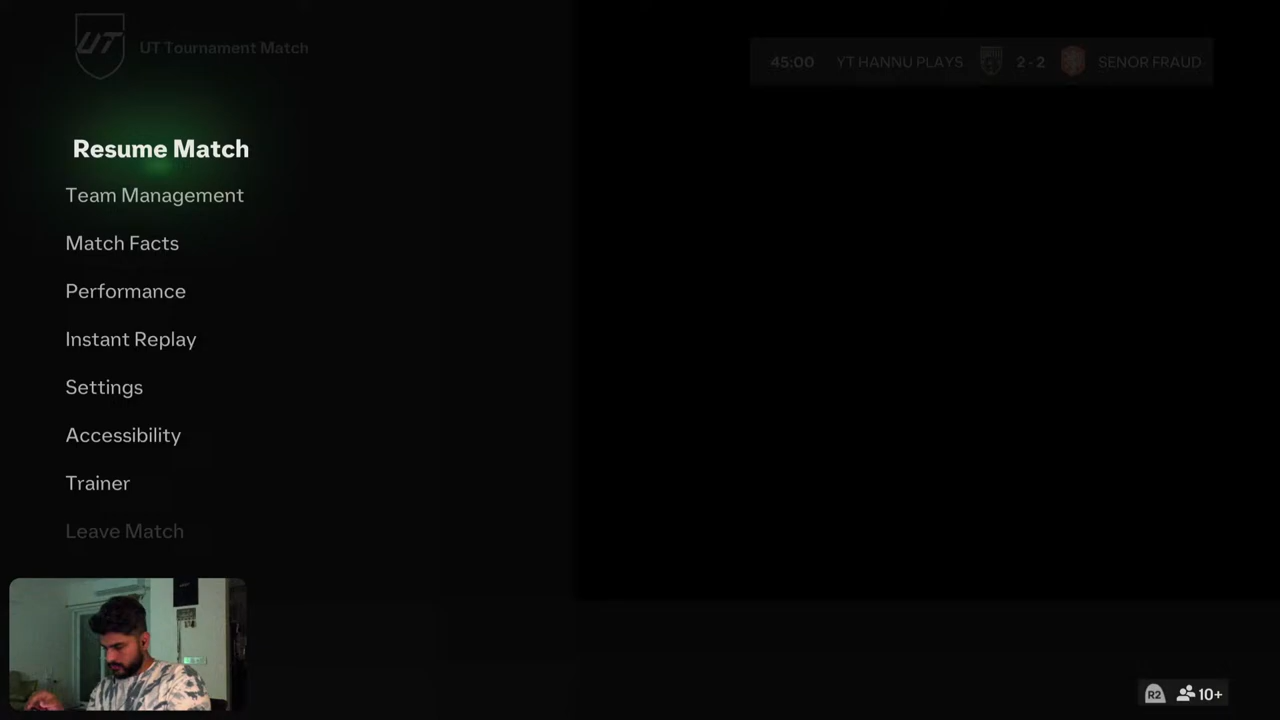 UT
UT Tournament Match
45:00 YT HANNU PLAYS 2 - 2 SENOR FRAUD
Resume Match
Team Management
Match Facts
Performance
Instant Replay
Settings
Accessibility
Trainer
Leave Match
R2 10+